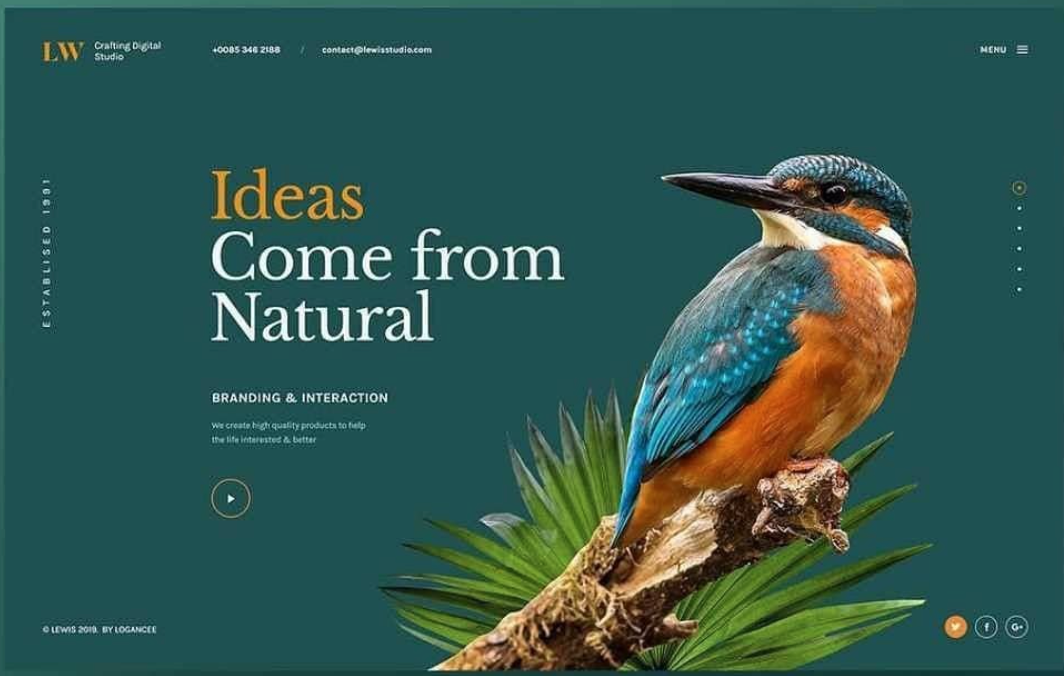 LW
Crafting Digital
Studio
+0085 346 2188 / contact@lewisstudio.com
MENU
ESTABLISED 1991
Ideas
Come from
Natural
BRANDING & INTERACTION
We create high quality products to help
the life interested & better
© LEWIS 2019. BY LOGANCEE
f
G+